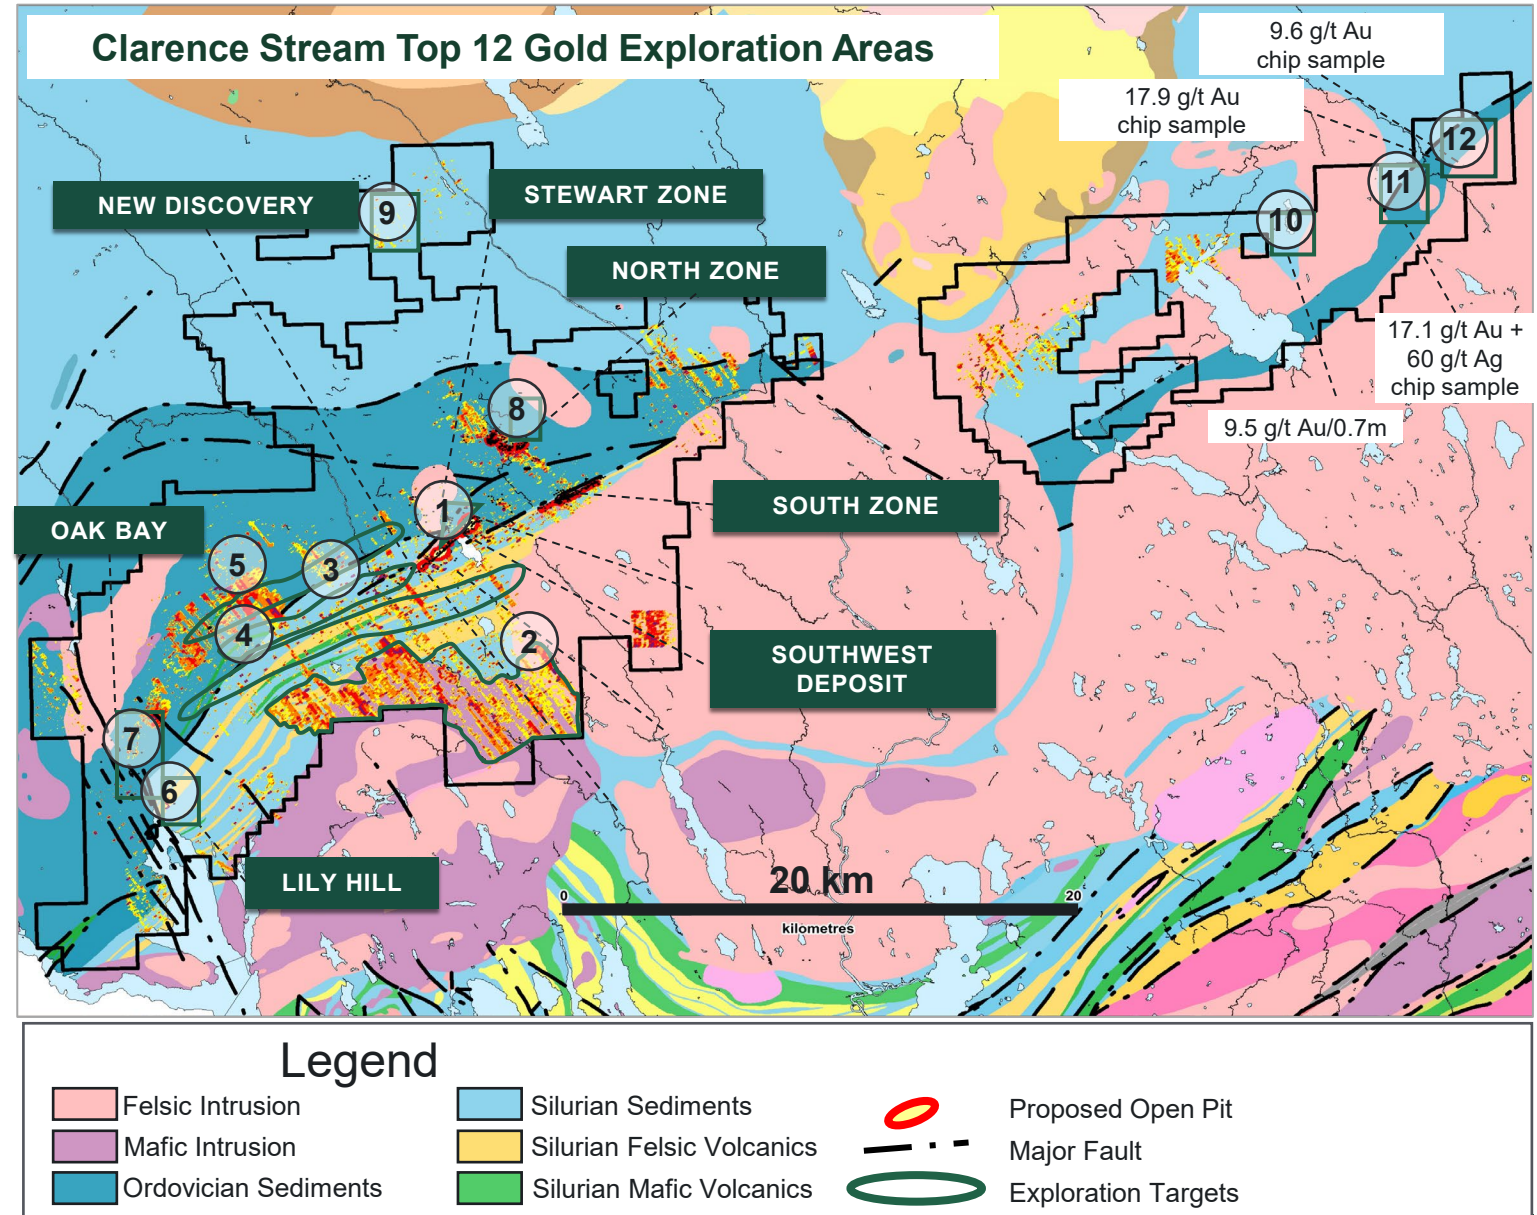 Clarence Stream Top 12 Gold Exploration Areas
9.6 g/t Au
chip sample
17.9 g/t Au
chip sample
12
11
NEW DISCOVERY
9
STEWART ZONE
10
NORTH ZONE
17.1 g/t Au +
60 g/t Ag
chip sample
8
9.5 g/t Au/0.7m
1
SOUTH ZONE
OAK BAY
5
3
4
2
SOUTHWEST
DEPOSIT
7
6
LILY HILL
20 km
0
20
kilometres
Legend
Felsic Intrusion
Silurian Sediments
Proposed Open Pit
Mafic Intrusion
Silurian Felsic Volcanics
Major Fault
Ordovician Sediments
Silurian Mafic Volcanics
Exploration Targets